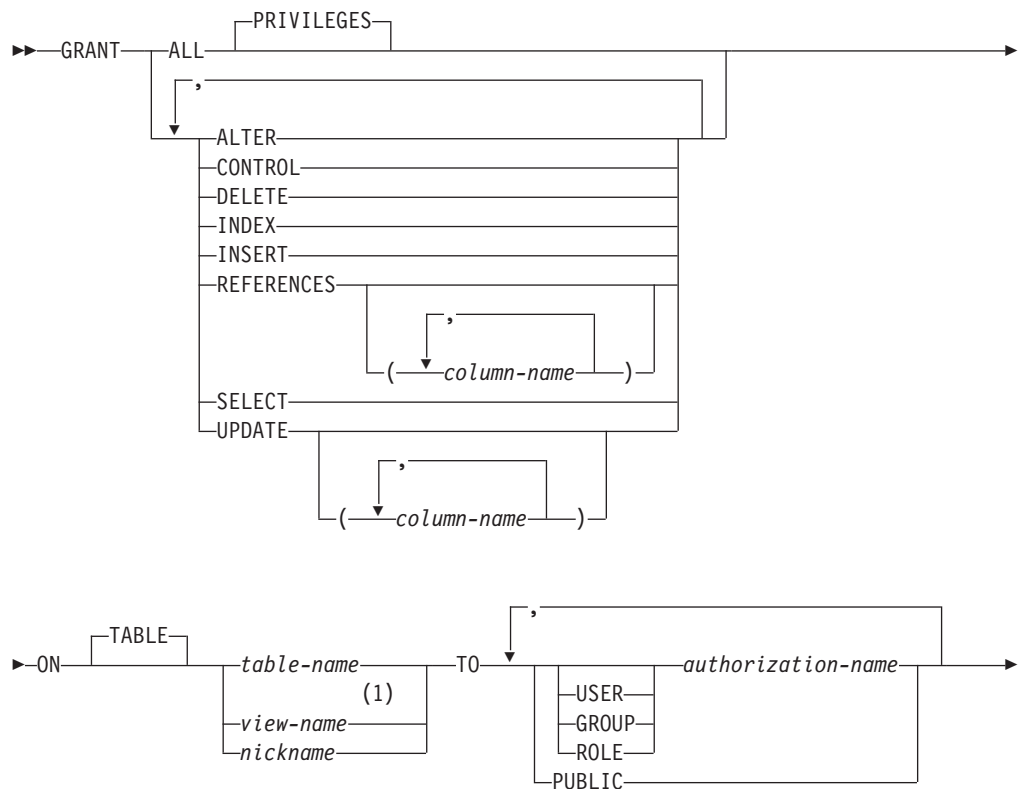 PRIVILEGES
GRANT ALL
,
ALTER
CONTROL
DELETE
INDEX
INSERT
REFERENCES
,
( column-name )
SELECT
UPDATE
,
( column-name )
,
TABLE
ON table-name TO authorization-name
(1)
USER
view-name
GROUP
nickname
ROLE
PUBLIC